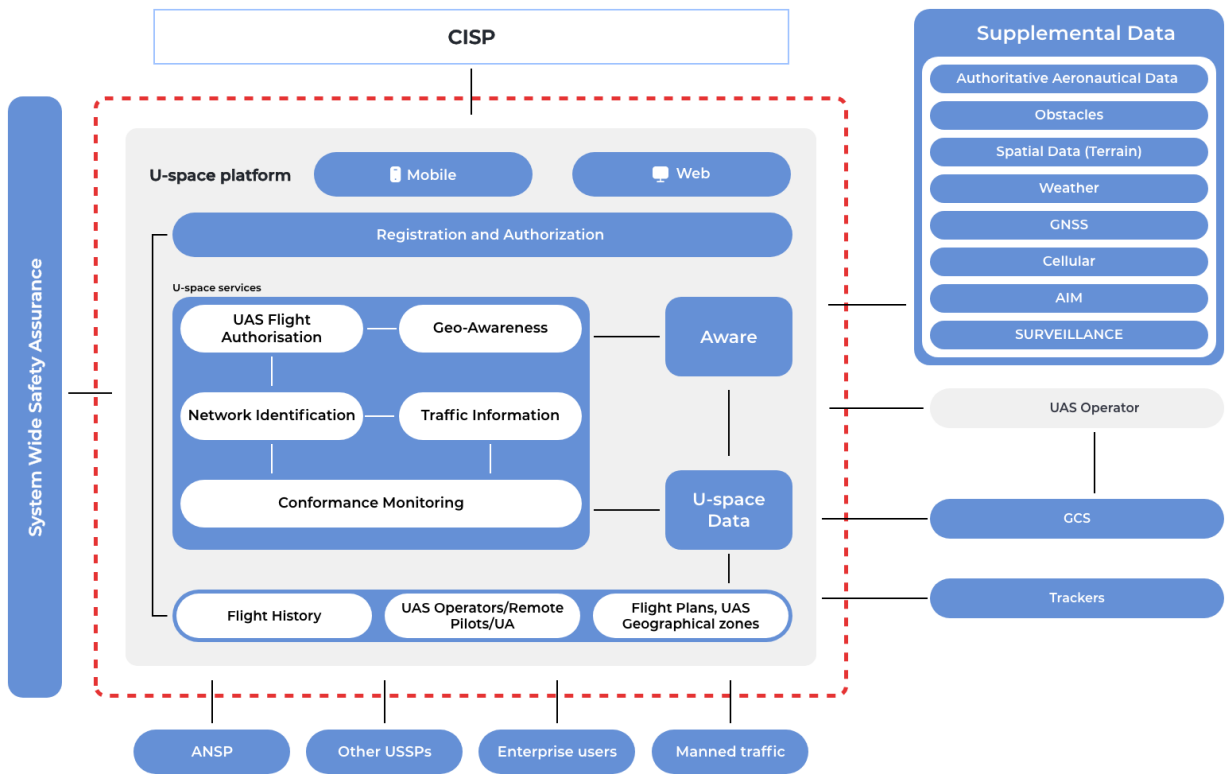 CISP
Supplemental Data
Authoritative Aeronautical Data
Obstacles
Spatial Data (Terrain)
Weather
GNSS
Cellular
AIM
SURVEILLANCE
System Wide Safety Assurance
U-space platform
Mobile
Web
Registration and Authorization
U-space services
UAS Flight
Authorisation
Geo-Awareness
Aware
Network Identification
Traffic Information
Conformance Monitoring
U-space
Data
Flight History
UAS Operators/Remote
Pilots/UA
Flight Plans, UAS
Geographical zones
UAS Operator
GCS
Trackers
ANSP
Other USSPs
Enterprise users
Manned traffic